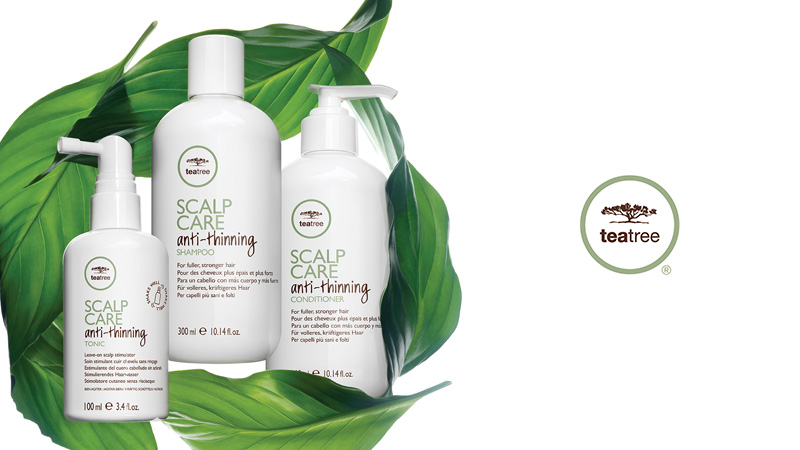 teatree
SCALP
CARE
anti-thinning
SHAMPOO
For fuller, stronger hair
Pour des cheveux plus épais et plus forts
Para un cabello con más cuerpo y más fuerte
Für volleres, kräftigeres Haar
Per capelli più sani e folti
300 ml e 10.14 fl.oz.
teatree
SCALP
CARE
anti-thinning
CONDITIONER
For fuller, stronger hair
Pour des cheveux plus épais et plus forts
Para un cabello con más cuerpo y más
Für volleres, kräftigeres Haar
Per capelli più sani e folti
e 10.14 fl.oz.
teatree
SCALP
CARE
anti-thinning
TONIC
Leave-on scalp stimulator
Soin stimulant cuir chevelu sans rinçage
Estimulante del cuero cabelludo sin aclarado
Stimulierendes Haarwasser
Stimolatore cutaneo senza risciacquo
100 ml e 3.4 fl.oz.
SHAKE WELL
teatree
®